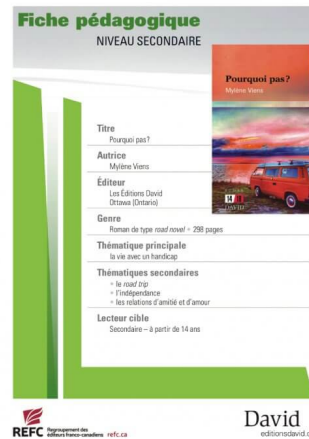 Fiche pédagogique
NIVEAU SECONDAIRE
Pourquoi pas?
Mylène Viens
14
DAVID
Titre
Pourquoi pas?
Autrice
Mylène Viens
Éditeur
Les Éditions David
Ottawa (Ontario)
Genre
Roman de type road novel • 298 pages
Thématique principale
la vie avec un handicap
Thématiques secondaires
• le road trip
• l'indépendance
• les relations d'amitié et d'amour
Lecteur cible
Secondaire – à partir de 14 ans
REFC
Regroupement des
éditeurs franco-canadiens refc.ca
David
editionsdavid.c